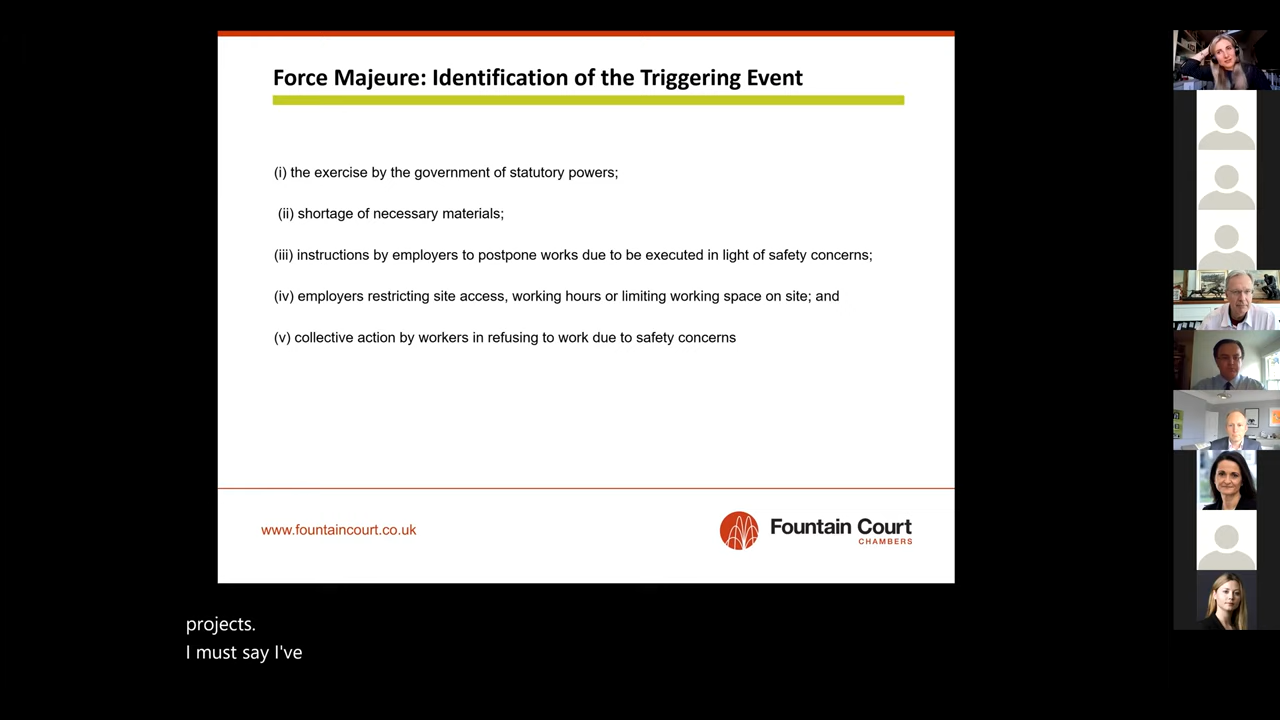 Force Majeure: Identification of the Triggering Event
(i) the exercise by the government of statutory powers;
(ii) shortage of necessary materials;
(iii) instructions by employers to postpone works due to be executed in light of safety concerns;
(iv) employers restricting site access, working hours or limiting working space on site; and
(v) collective action by workers in refusing to work due to safety concerns
www.fountaincourt.co.uk
Fountain Court
CHAMBERS
projects.
I must say I've